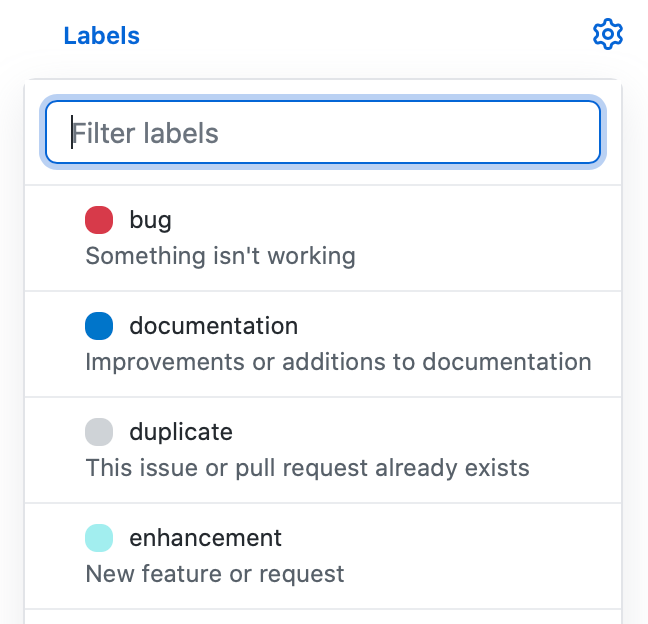 Labels
Filter labels
bug
Something isn't working
documentation
Improvements or additions to documentation
duplicate
This issue or pull request already exists
enhancement
New feature or request